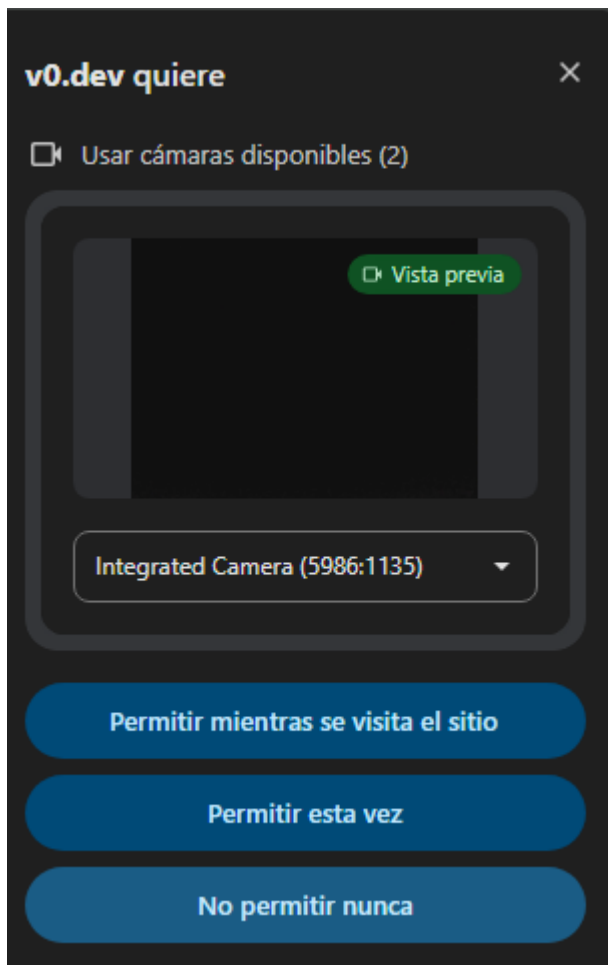 v0.dev quiere
Usar cámaras disponibles (2)
Vista previa
Integrated Camera (5986:1135)
Permitir mientras se visita el sitio
Permitir esta vez
No permitir nunca